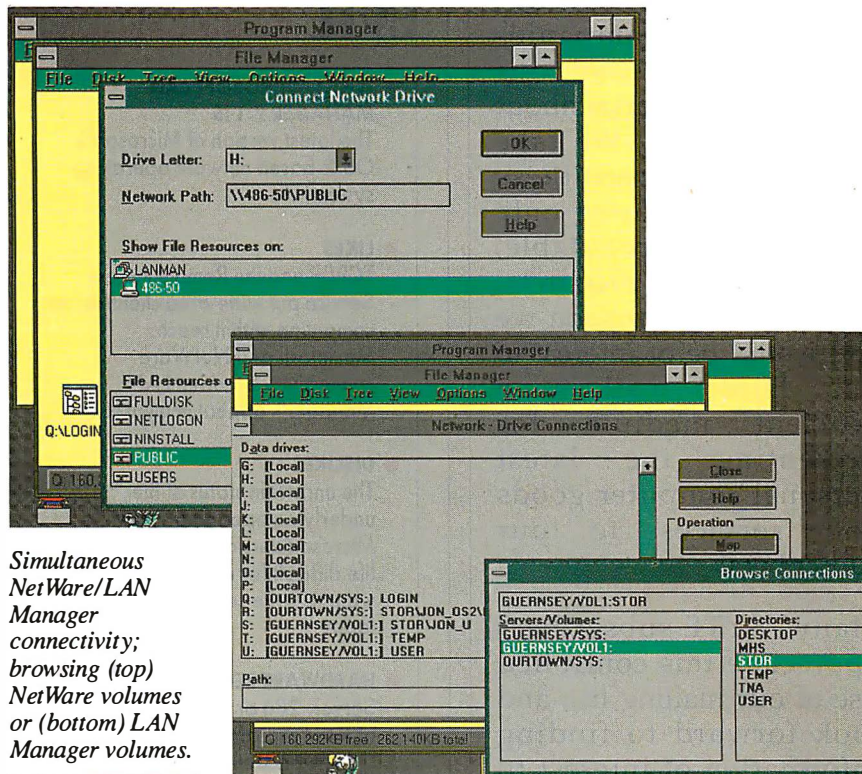 Program Manager
File Manager
File Disk Tree View Options Window Help
Connect Network Drive
Drive Letter: H:
OK
Network Path: \\486-50\PUBLIC
Cancel
Help
Show File Resources on:
LANMAN
486-50
File Resources o
FULLDISK
NETLOGON
NINSTALL
PUBLIC
USERS
Q:\LOGIN
Program Manager
File Manager
File Disk Tree View Options Window Help
Network - Drive Connections
Data drives:
G: [Local]
H: [Local]
I: [Local]
J: [Local]
K: [Local]
L: [Local]
M: [Local]
N: [Local]
O: [Local]
P: [Local]
Q: [OURTOWN/SYS:] LOGIN
R: [OURTOWN/SYS:] STOR\JON_OS2\
S: [GUERNSEY/VOL1:] STOR\JON_U
T: [GUERNSEY/VOL1:] TEMP
U: [GUERNSEY/VOL1:] USER
Close
Help
Operation
Map
Path:
Browse Connections
GUERNSEY/VOL1:STOR
Servers/Volumes:
GUERNSEY/SYS:
GUERNSEY/VOL1:
OURTOWN/SYS:
Directories:
DESKTOP
MHS
STOR
TEMP
TNA
USER
Q: 160,292KB free, 262,140KB total
Simultaneous
NetWare/LAN
Manager
connectivity;
browsing (top)
NetWare volumes
or (bottom) LAN
Manager volumes.